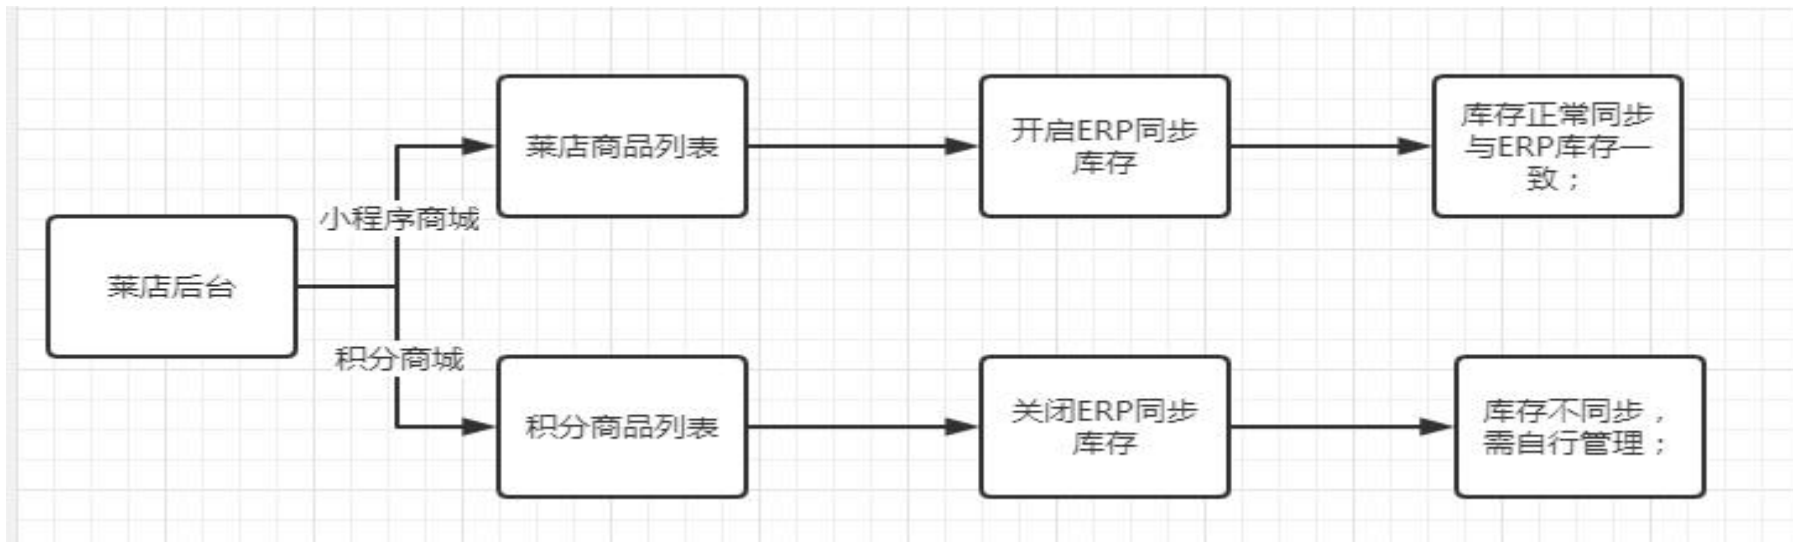 莱店后台
小程序商城
莱店商品列表
开启ERP同步
库存
库存正常同步
与ERP库存一
致；
积分商城
积分商品列表
关闭ERP同步
库存
库存不同步，
需自行管理；